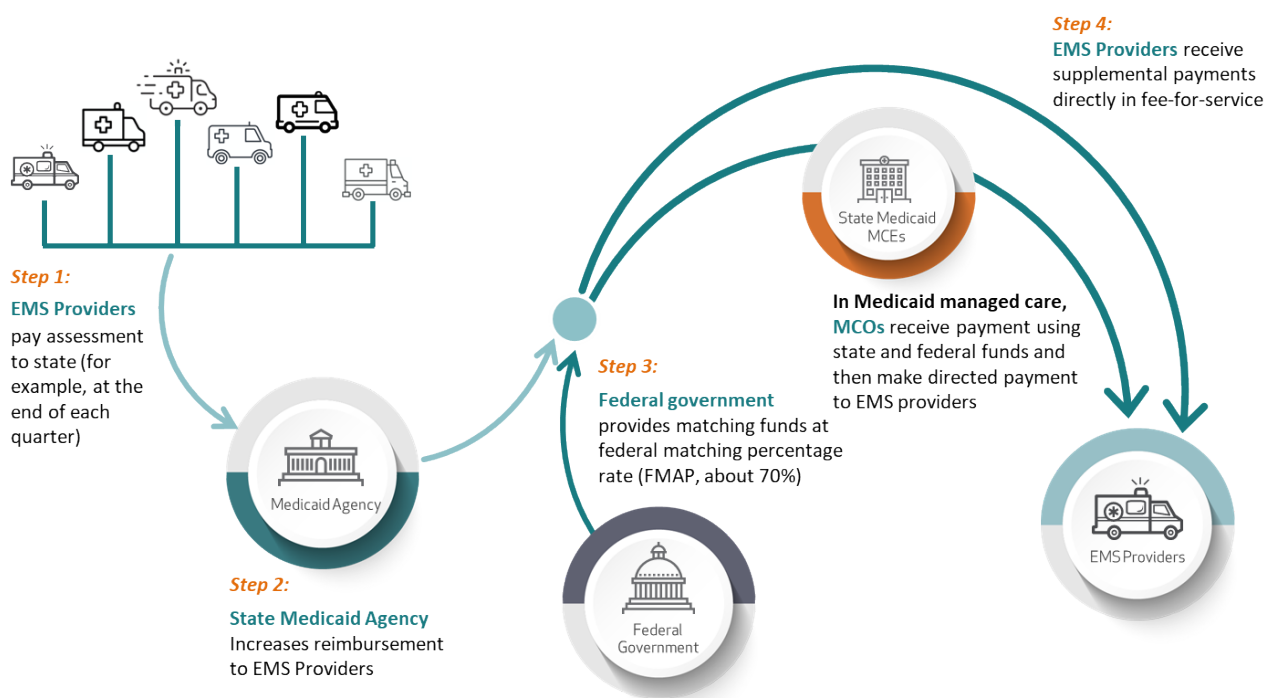 Step 1:
EMS Providers
pay assessment
to state (for
example, at the
end of each
quarter)
Medicaid Agency
Step 2:
State Medicaid Agency
Increases reimbursement
to EMS Providers
Step 3:
Federal government
provides matching funds at
federal matching percentage
rate (FMAP, about 70%)
Federal
Government
State Medicaid
MCEs
In Medicaid managed care,
MCOs receive payment using
state and federal funds and
then make directed payment
to EMS providers
Step 4:
EMS Providers receive
supplemental payments
directly in fee-for-service
EMS Providers